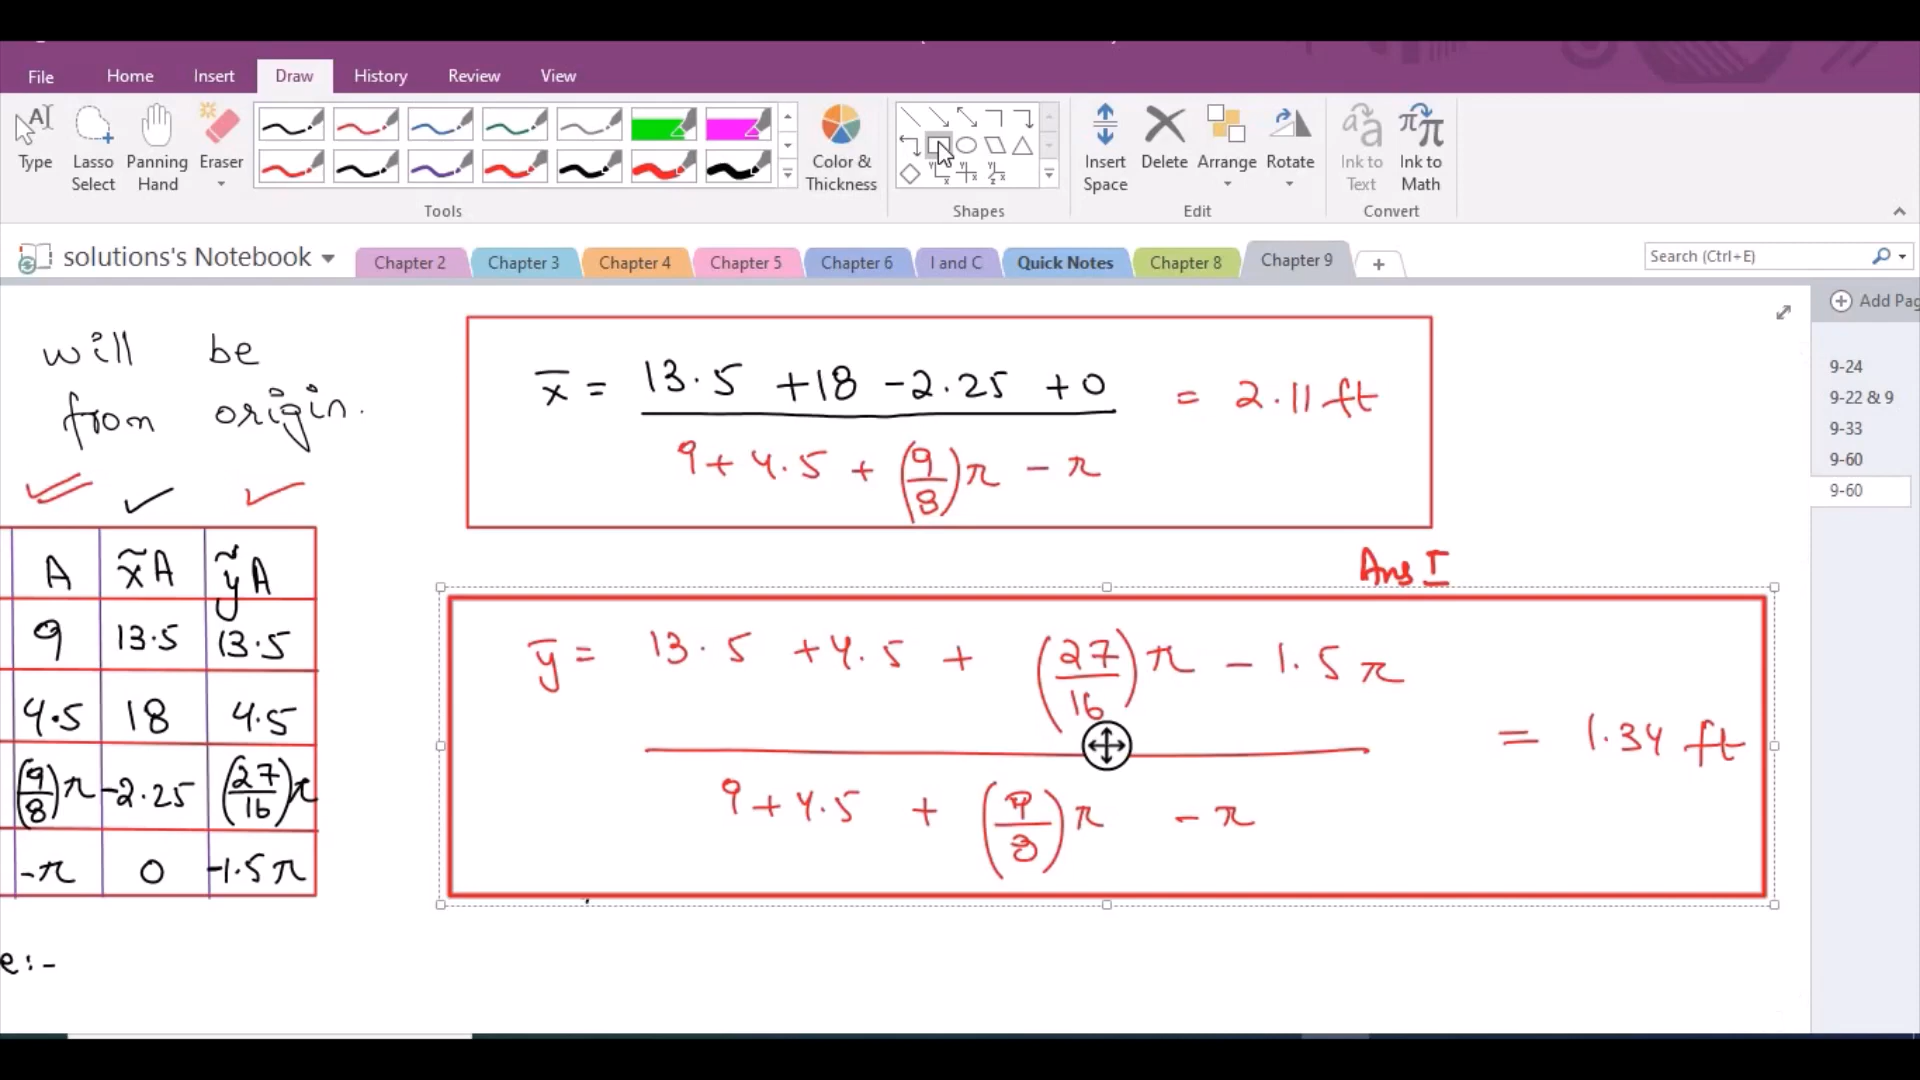 File Home Insert Draw History Review View
Type
Lasso Select
Panning Hand
Eraser
Color & Thickness
Insert Space
Delete
Arrange
Rotate
Ink to Text
Ink to Math
Tools
Shapes
Edit
Convert
solutions's Notebook
Chapter 2 Chapter 3 Chapter 4 Chapter 5 Chapter 6 I and C Quick Notes Chapter 8 Chapter 9 +
Search (Ctrl+E)
Add Pag
9-24
9-22 & 9
9-33
9-60
9-60
will be
from origin.
x̅ = (13.5 + 18 - 2.25 + 0) / (9 + 4.5 + (9/8)π - π) = 2.11 ft
Ans I
y̅ = (13.5 + 4.5 + (27/16)π - 1.5π) / (9 + 4.5 + (9/8)π - π) = 1.34 ft
A x̃A ỹA
9 13.5 13.5
4.5 18 4.5
(9/8)π -2.25 (27/16)π
-π 0 -1.5π
e:-